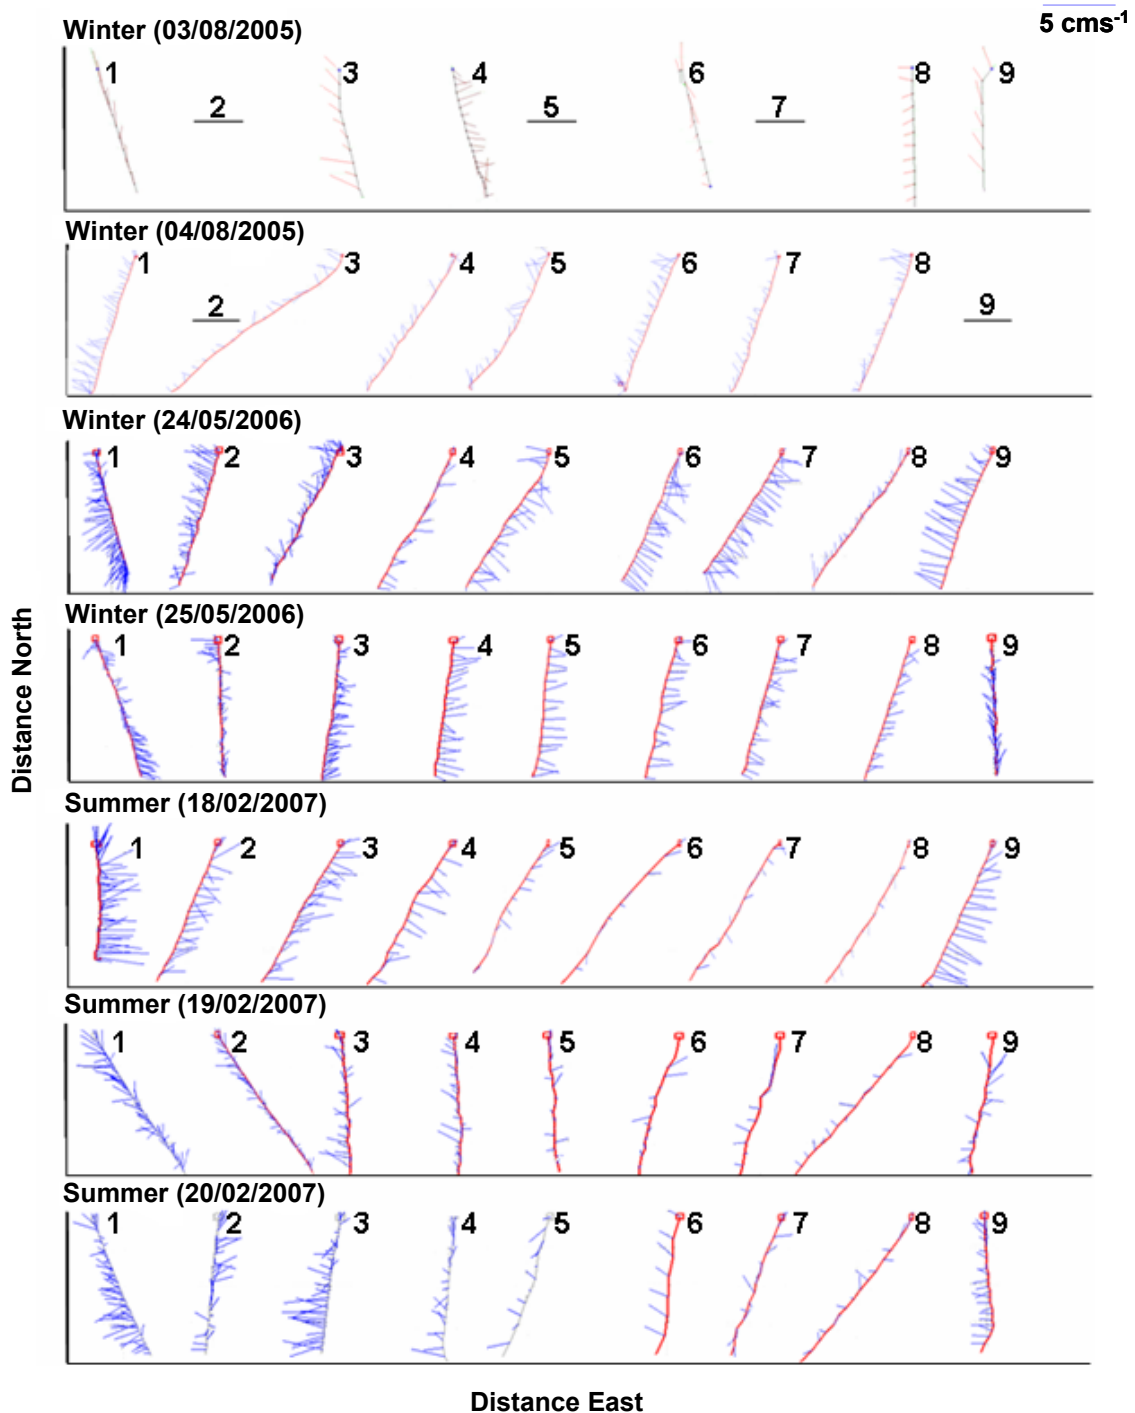 5 cms-1
Winter (03/08/2005)
1 2 3 4 5 6 7 8 9
Winter (04/08/2005)
1 2 3 4 5 6 7 8 9
Winter (24/05/2006)
1 2 3 4 5 6 7 8 9
Winter (25/05/2006)
1 2 3 4 5 6 7 8 9
Summer (18/02/2007)
1 2 3 4 5 6 7 8 9
Summer (19/02/2007)
1 2 3 4 5 6 7 8 9
Summer (20/02/2007)
1 2 3 4 5 6 7 8 9
Distance North
Distance East